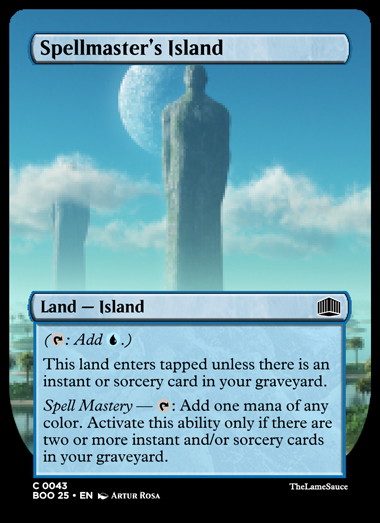 Spellmaster's Island
Land — Island
(T: Add U.)
This land enters tapped unless there is an
instant or sorcery card in your graveyard.
Spell Mastery — T: Add one mana of any
color. Activate this ability only if there are
two or more instant and/or sorcery cards
in your graveyard.
C 0043
BOO 25 • EN Artur Rosa
TheLameSauce